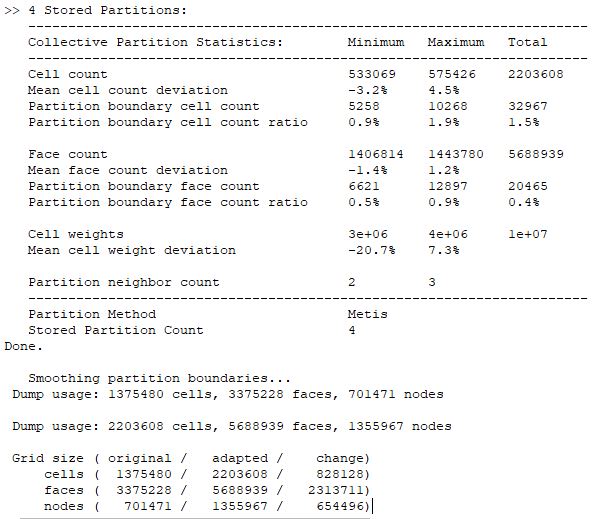 >> 4 Stored Partitions:
----------------------------------------------------------------------
Collective Partition Statistics:        Minimum   Maximum   Total
----------------------------------------------------------------------
Cell count                              533069    575426    2203608
Mean cell count deviation               -3.2%     4.5%
Partition boundary cell count           5258      10268     32967
Partition boundary cell count ratio     0.9%      1.9%      1.5%
Face count                              1406814   1443780   5688939
Mean face count deviation               -1.4%     1.2%
Partition boundary face count           6621      12897     20465
Partition boundary face count ratio     0.5%      0.9%      0.4%
Cell weights                            3e+06     4e+06     1e+07
Mean cell weight deviation              -20.7%    7.3%
Partition neighbor count                2         3
----------------------------------------------------------------------
Partition Method                        Metis
Stored Partition Count                  4
Done.
Smoothing partition boundaries...
Dump usage: 1375480 cells, 3375228 faces, 701471 nodes
Dump usage: 2203608 cells, 5688939 faces, 1355967 nodes
Grid size ( original /   adapted /    change)
cells (  1375480 /   2203608 /    828128)
faces (  3375228 /   5688939 /   2313711)
nodes (   701471 /   1355967 /    654496)